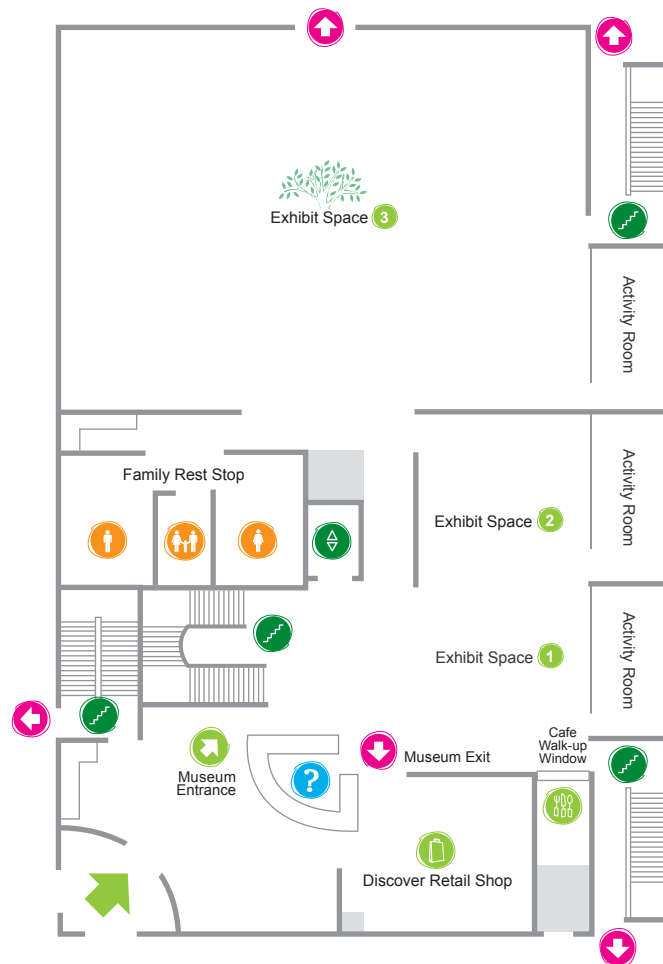 Exhibit Space 3
Activity Room
Family Rest Stop
Activity Room
Exhibit Space 2
Exhibit Space 1
Activity Room
Museum
Entrance
?
Museum Exit
Cafe
Walk-up
Window
Discover Retail Shop